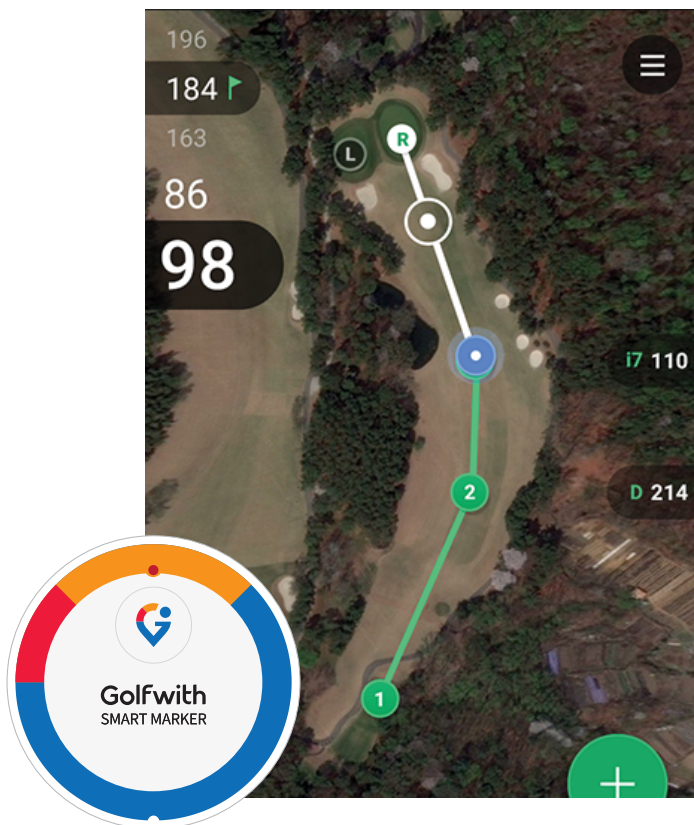 196
184
163
86
98
L
R
i7 110
D 214
2
1
Golfwith
SMART MARKER